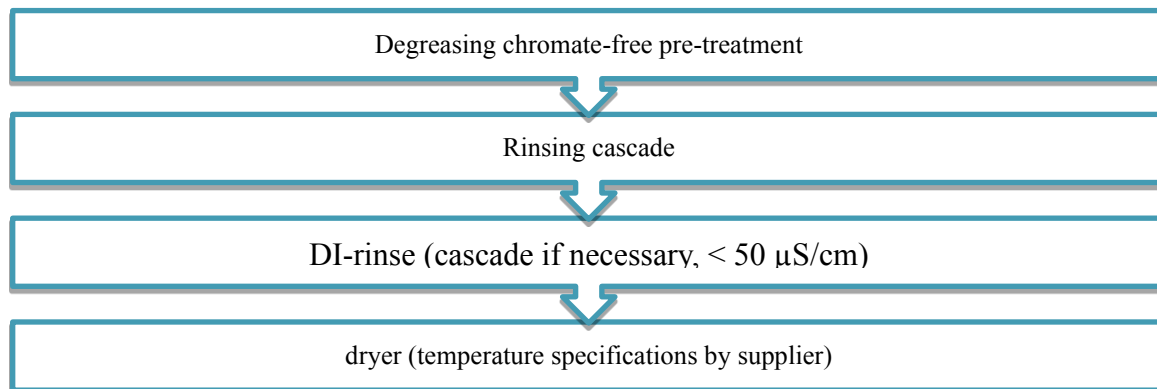 Degreasing chromate-free pre-treatment
Rinsing cascade
DI-rinse (cascade if necessary, < 50 µS/cm)
dryer (temperature specifications by supplier)